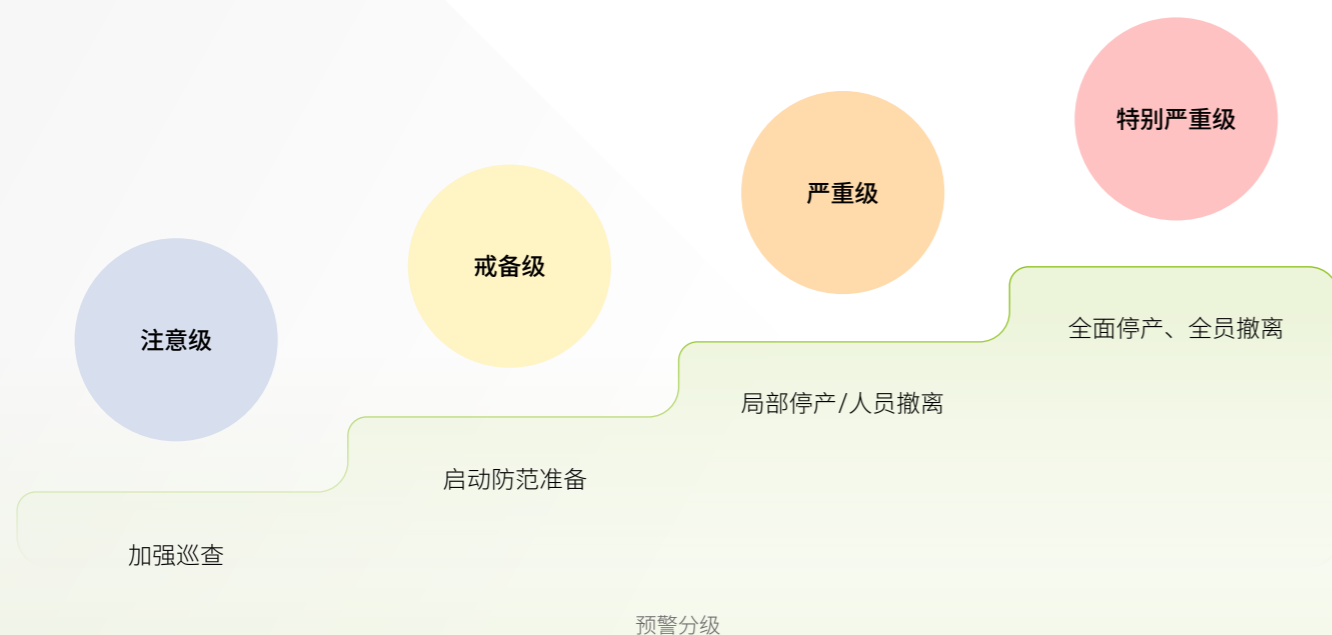 注意级
加强巡查
戒备级
启动防范准备
严重级
局部停产/人员撤离
特别严重级
全面停产、全员撤离
预警分级